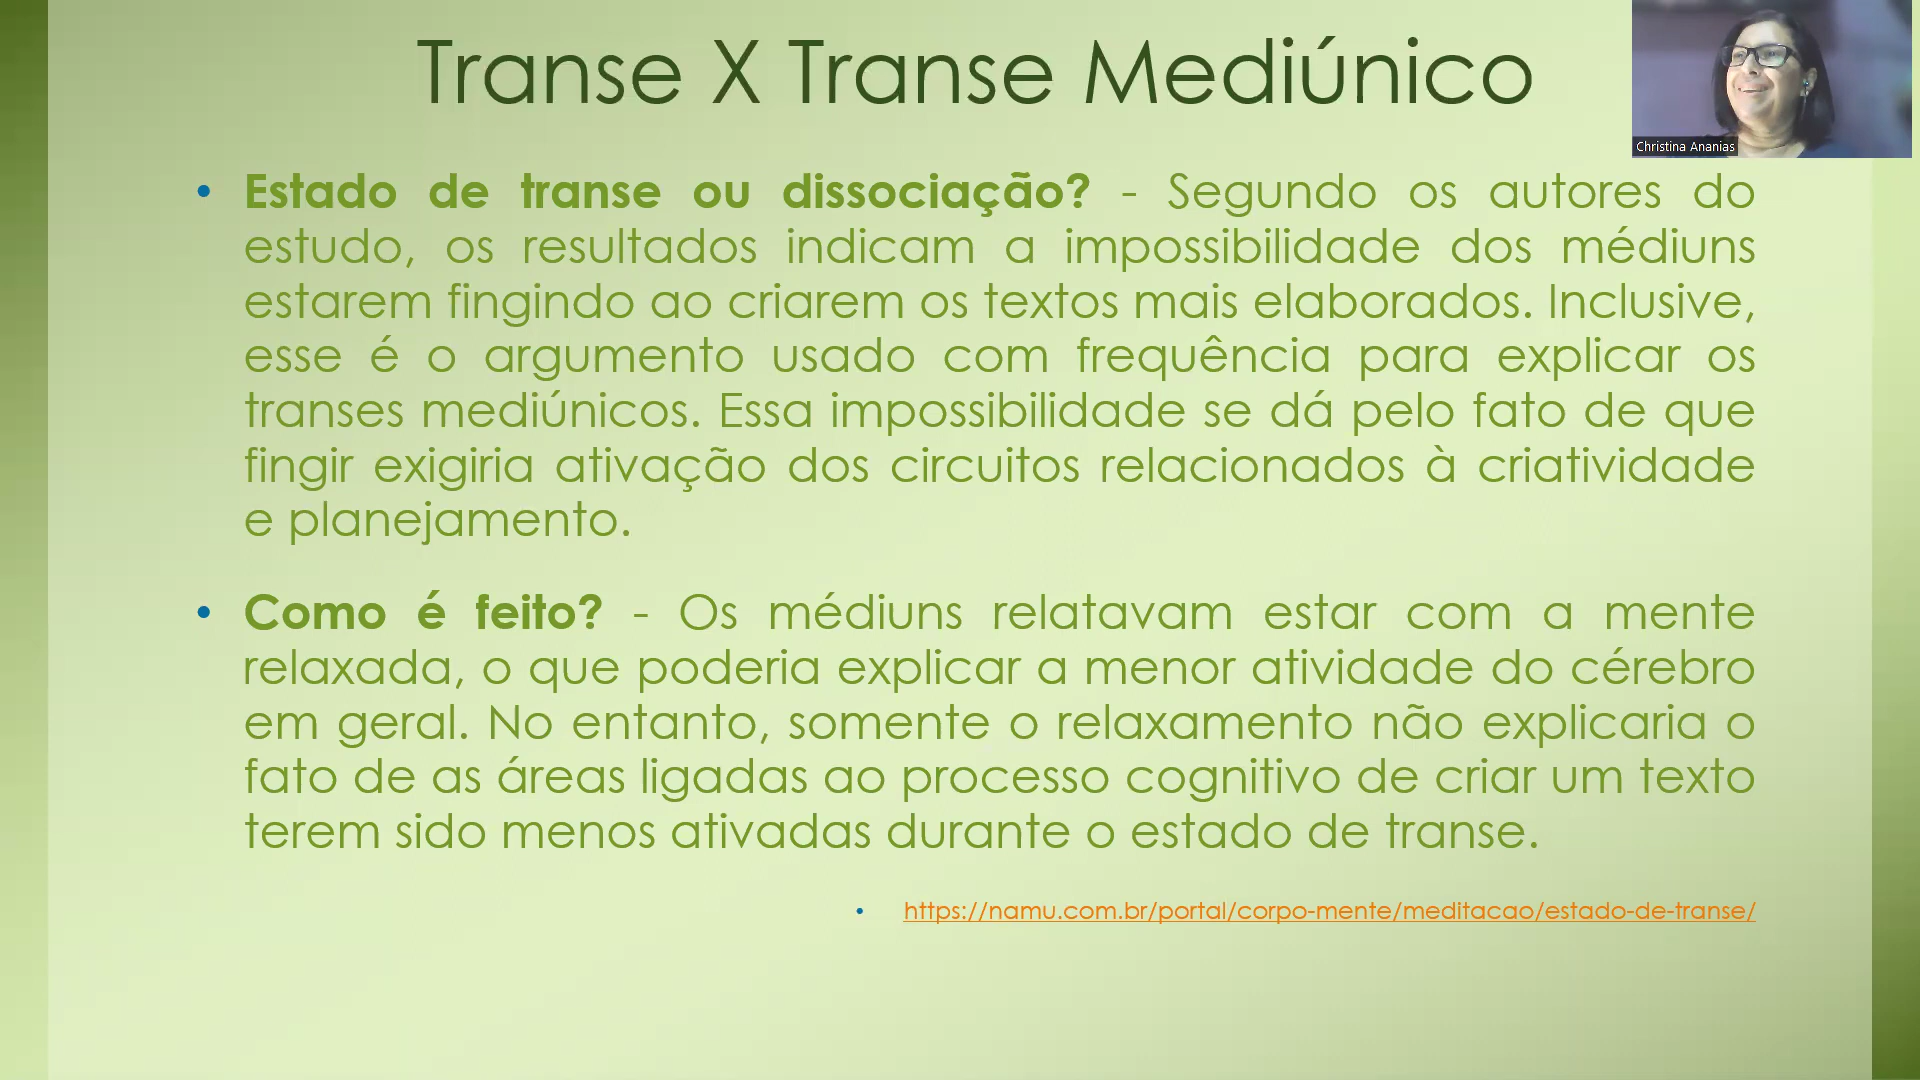 Transe X Transe Mediúnico
Christina Ananias
• Estado de transe ou dissociação? - Segundo os autores do
estudo, os resultados indicam a impossibilidade dos médiuns
estarem fingindo ao criarem os textos mais elaborados. Inclusive,
esse é o argumento usado com frequência para explicar os
transes mediúnicos. Essa impossibilidade se dá pelo fato de que
fingir exigiria ativação dos circuitos relacionados à criatividade
e planejamento.
• Como é feito? - Os médiuns relatavam estar com a mente
relaxada, o que poderia explicar a menor atividade do cérebro
em geral. No entanto, somente o relaxamento não explicaria o
fato de as áreas ligadas ao processo cognitivo de criar um texto
terem sido menos ativadas durante o estado de transe.
• https://namu.com.br/portal/corpo-mente/meditacao/estado-de-transe/